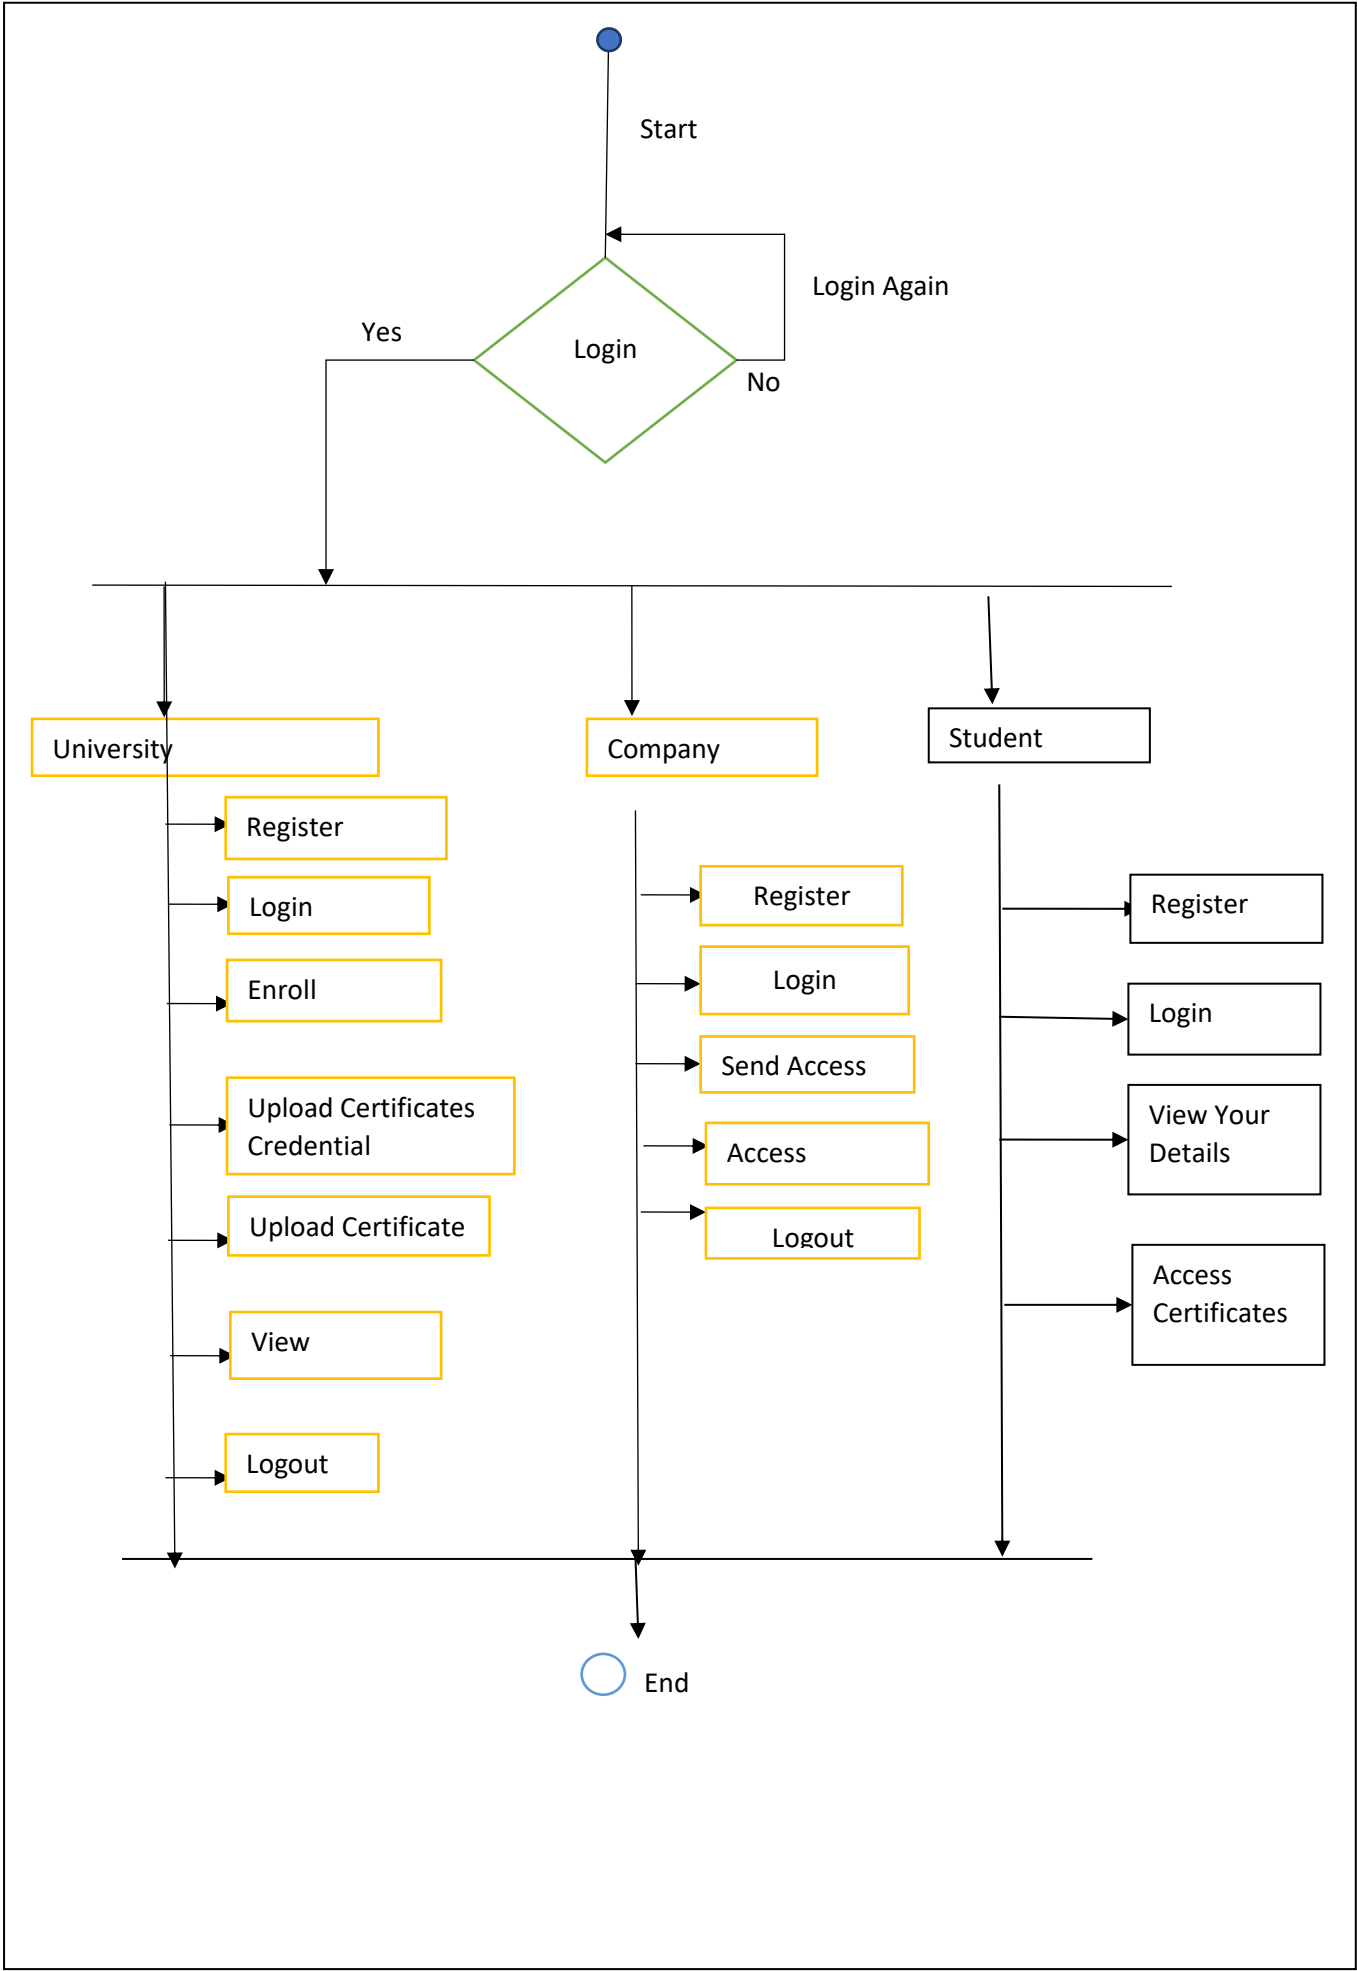 Start
Login Again
Yes
Login
No
University
Register
Login
Enroll
Upload Certificates
Credential
Upload Certificate
View
Logout
Company
Register
Login
Send Access
Access
Logout
Student
Register
Login
View Your
Details
Access
Certificates
End